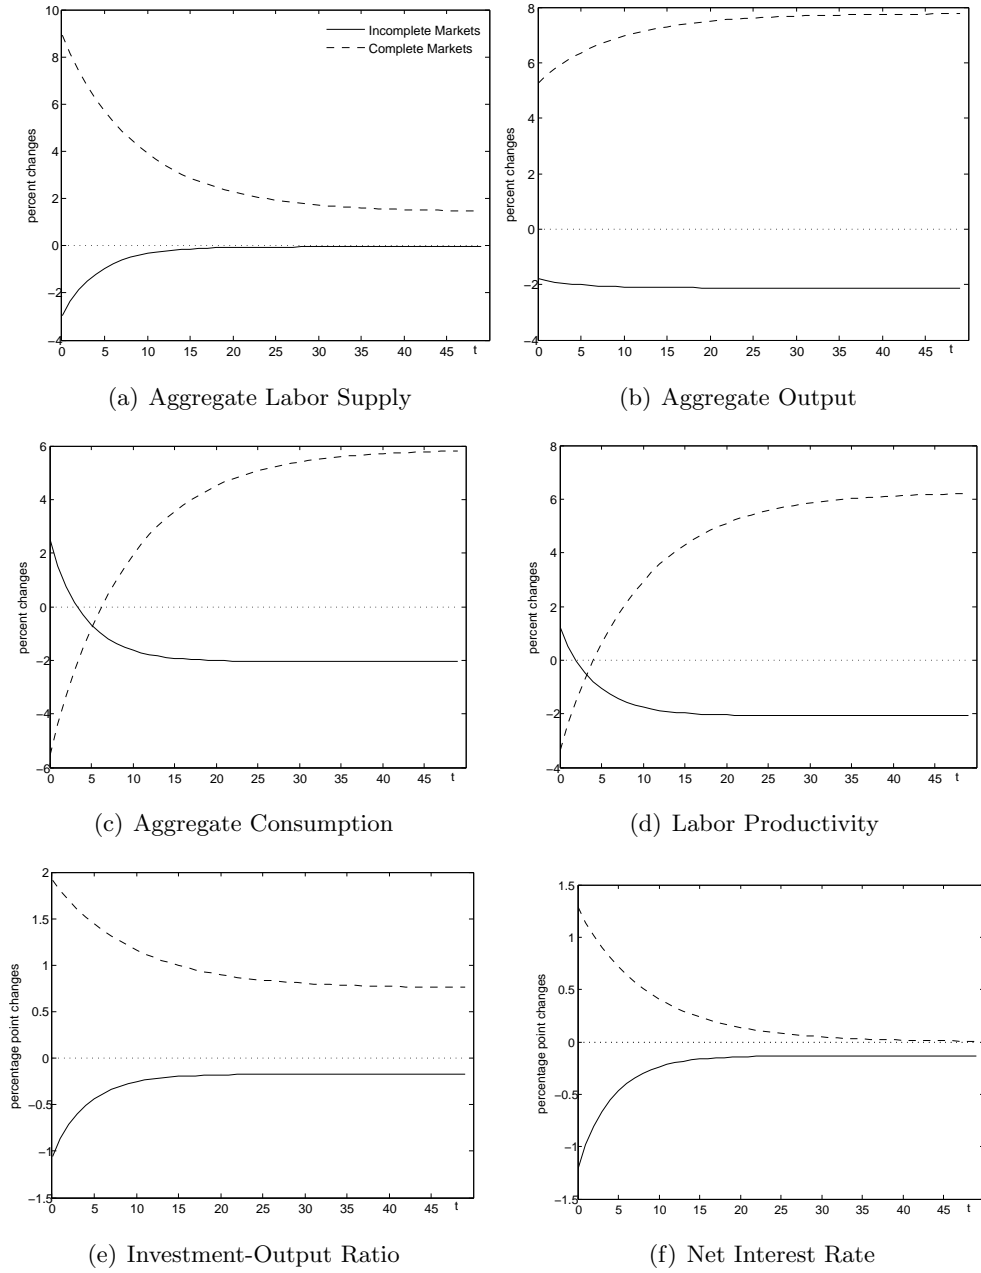 10
8
6
4
2
0
−2
−4
0 5 10 15 20 25 30 35 40 45 t
percent changes
Incomplete Markets
Complete Markets
(a) Aggregate Labor Supply
8
6
4
2
0
−2
−4
0 5 10 15 20 25 30 35 40 45 t
percent changes
(b) Aggregate Output
6
4
2
0
−2
−4
−6
0 5 10 15 20 25 30 35 40 45 t
percent changes
(c) Aggregate Consumption
8
6
4
2
0
−2
−4
0 5 10 15 20 25 30 35 40 45 t
percent changes
(d) Labor Productivity
2
1.5
1
0.5
0
−0.5
−1
−1.5
0 5 10 15 20 25 30 35 40 45 t
percentage point changes
(e) Investment-Output Ratio
1.5
1
0.5
0
−0.5
−1
−1.5
0 5 10 15 20 25 30 35 40 45 t
percentage point changes
(f) Net Interest Rate